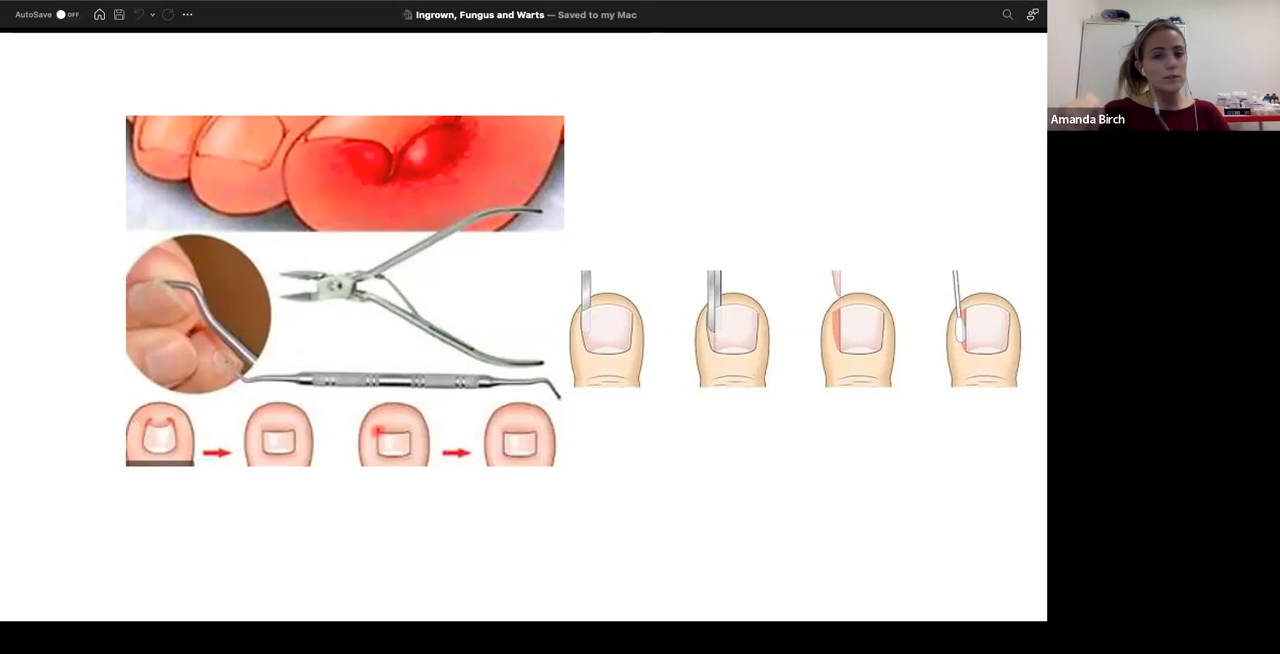 AutoSave OFF
Ingrown, Fungus and Warts — Saved to my Mac
Amanda Birch